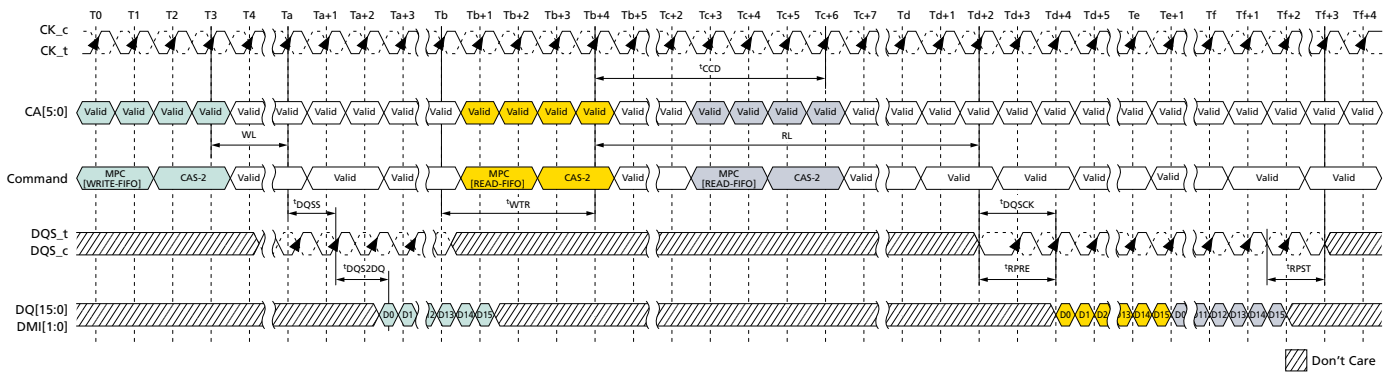 T0 T1 T2 T3 T4 Ta Ta+1 Ta+2 Ta+3 Tb Tb+1 Tb+2 Tb+3 Tb+4 Tb+5 Tc+2 Tc+3 Tc+4 Tc+5 Tc+6 Tc+7 Td Td+1 Td+2 Td+3 Td+4 Td+5 Te Te+1 Tf Tf+1 Tf+2 Tf+3 Tf+4
CK_c
CK_t
tCCD
CA[5:0] Valid Valid Valid Valid Valid Valid Valid Valid Valid Valid Valid Valid Valid Valid Valid Valid Valid Valid Valid Valid Valid Valid Valid Valid Valid Valid Valid Valid Valid Valid Valid Valid Valid Valid
WL RL
Command MPC [WRITE-FIFO] CAS-2 Valid Valid Valid MPC [READ-FIFO] CAS-2 Valid MPC [READ-FIFO] CAS-2 Valid Valid Valid Valid Valid Valid Valid
tDQSS tWTR tDQSCK
DQS_t
DQS_c
tDQS2DQ tRPRE tRPST
DQ[15:0] D0 D1 D13 D14 D15 D0 D1 D2 D13 D14 D15 D0 D11 D12 D13 D14 D15
DMI[1:0]
Don't Care